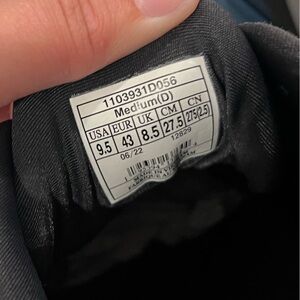 1103931D056
Medium(D)
USA EUR UK CM CN
9.5 43 8.5 27.5 275(2.5)
06/22 12629